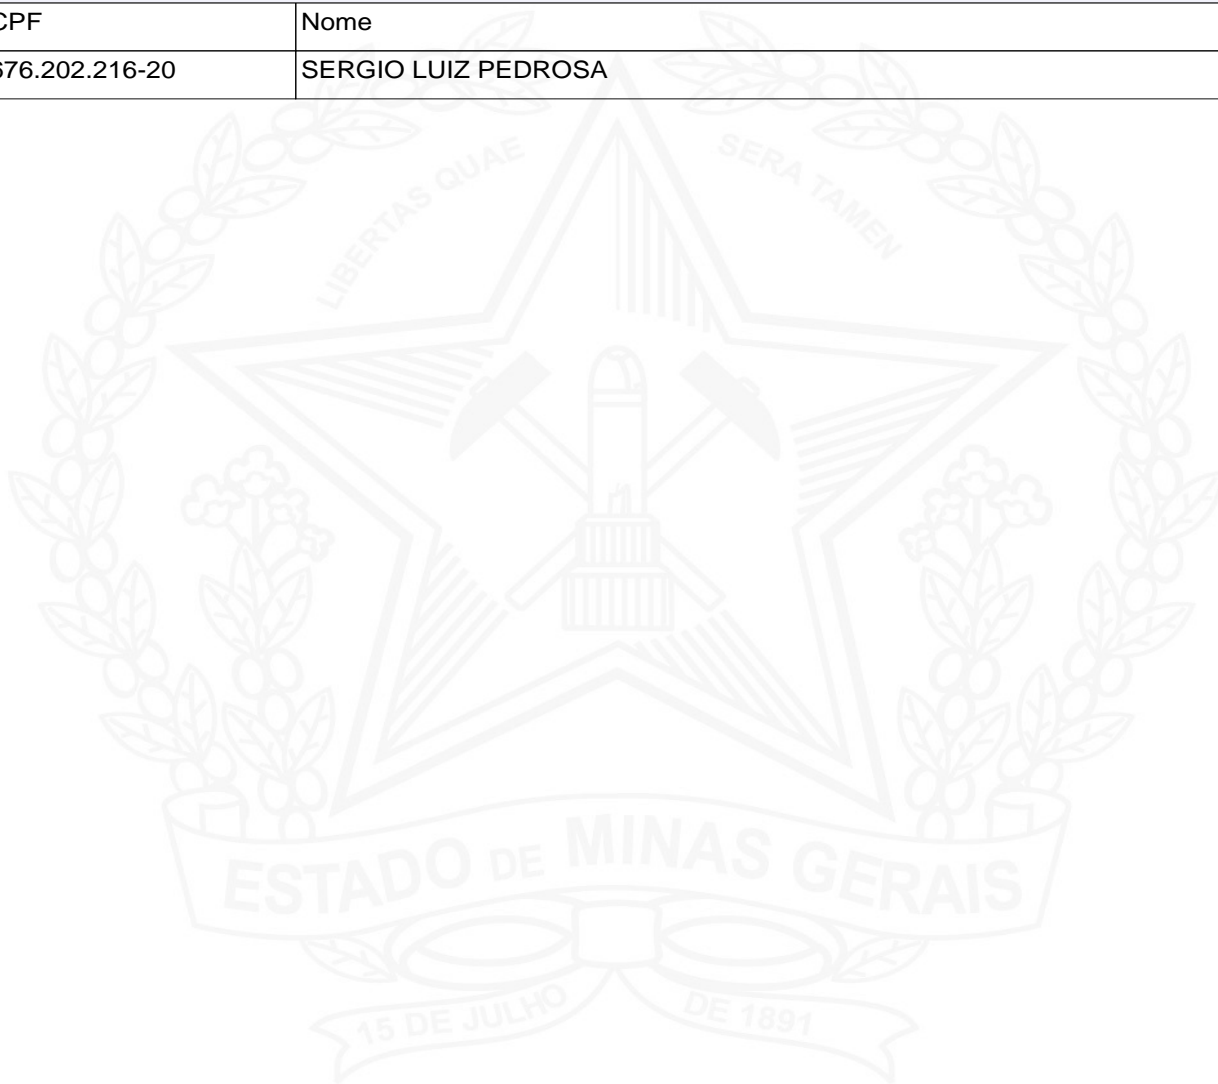 CPF Nome
676.202.216-20 SERGIO LUIZ PEDROSA
LIBERTAS QUAE SERA TAMEN
ESTADO DE MINAS GERAIS
15 DE JULHO DE 1891